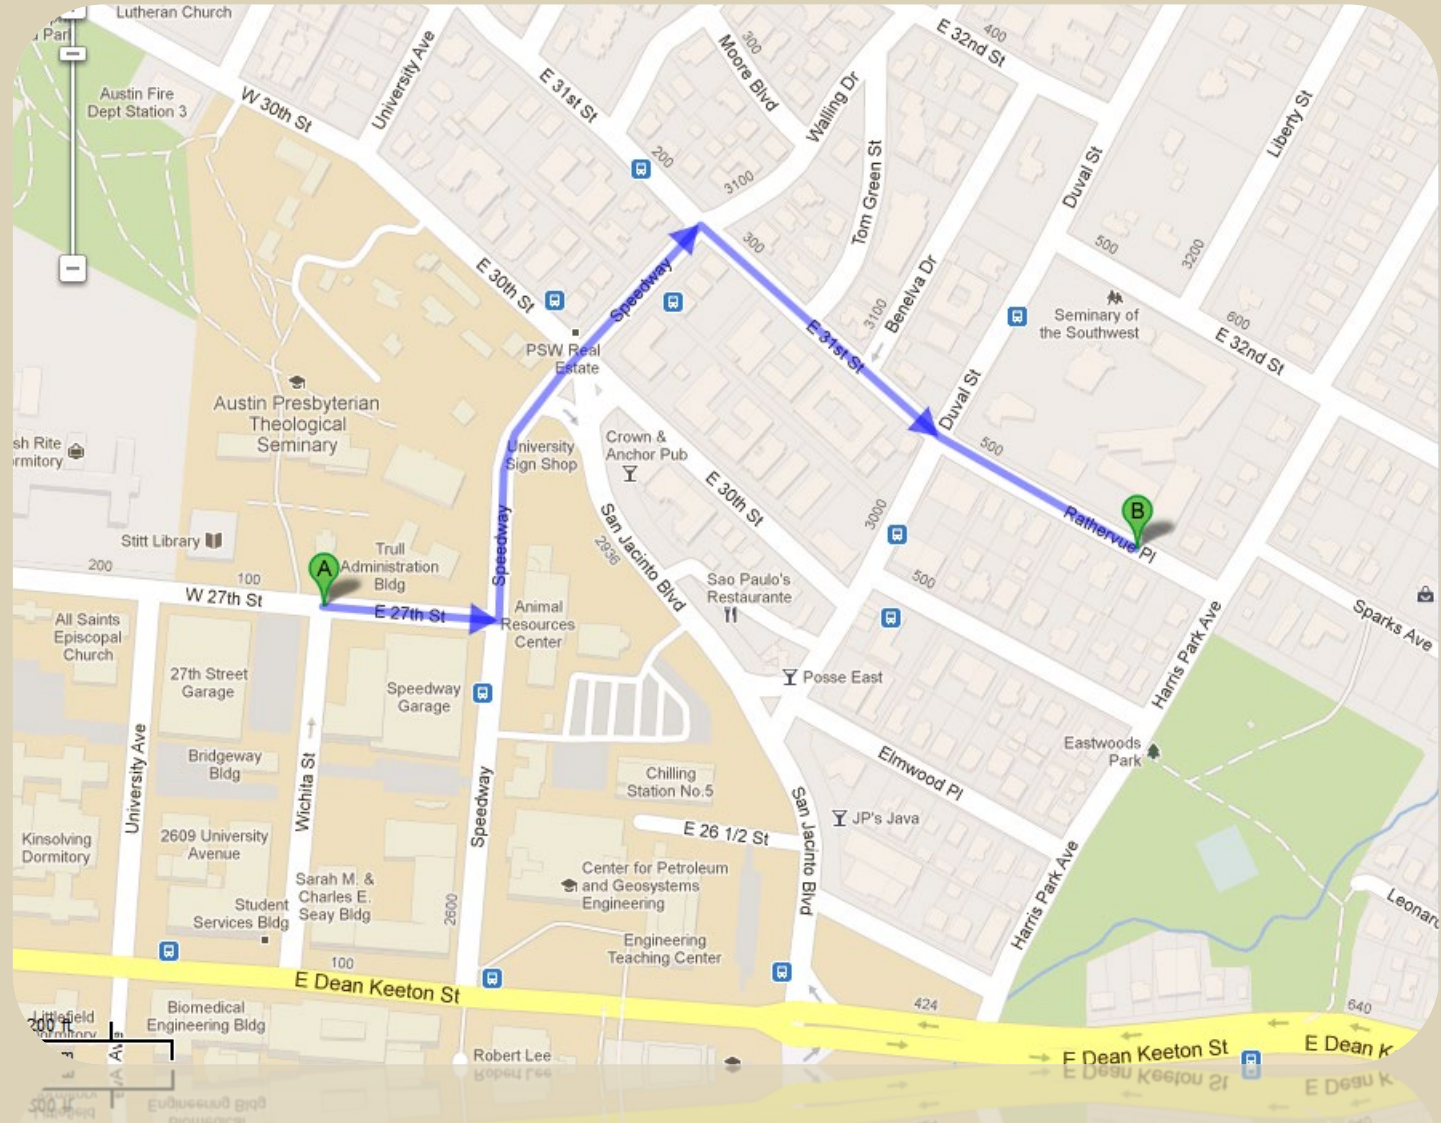 Lutheran Church
Park
Austin Fire
Dept Station 3
W 30th St
University Ave
E 31st St
300
Moore Blvd
Walling Dr
E 32nd St
400
Liberty St
200
3100
Tom Green St
Duval St
300
500
3200
E 30th St
Speedway
Benelva Dr
3100
Seminary of
the Southwest
600
E 32nd St
PSW Real
Estate
E 31st St
Austin Presbyterian
Theological
Seminary
Duval St
University
Sign Shop
Crown &
Anchor Pub
500
sh Rite
ormitory
E 30th St
3000
Rathervue Pl
B
Stitt Library
Speedway
San Jacinto Blvd
2936
Trull
Administration
Bldg
A
200
100
W 27th St
E 27th St
Sao Paulo's
Restaurante
500
Sparks Ave
All Saints
Episcopal
Church
Animal
Resources
Center
Harris Park Ave
27th Street
Garage
Speedway
Garage
Posse East
Eastwoods
Park
University Ave
Bridgeway
Bldg
Wichita St
Speedway
Chilling
Station No.5
San Jacinto Blvd
Elmwood Pl
JP's Java
E 26 1/2 St
Kinsolving
Dormitory
2609 University
Avenue
Sarah M. &
Charles E.
Seay Bldg
Student
Services Bldg
2600
Center for Petroleum
and Geosystems
Engineering
Harris Park Ave
Leonard
Engineering
Teaching Center
100
E Dean Keeton St
424
640
Littlefield
Dormitory
200 ft
Ave
Biomedical
Engineering Bldg
Robert Lee
E Dean Keeton St
E Dean K